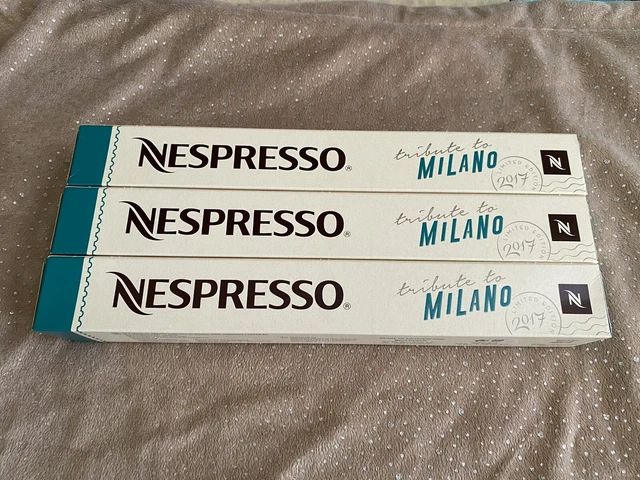 NESPRESSO®
tribute to
MILANO
LIMITED EDITION
2017
N
NESPRESSO®
tribute to
MILANO
LIMITED EDITION
2017
N
NESPRESSO®
tribute to
MILANO
LIMITED EDITION
2017
N